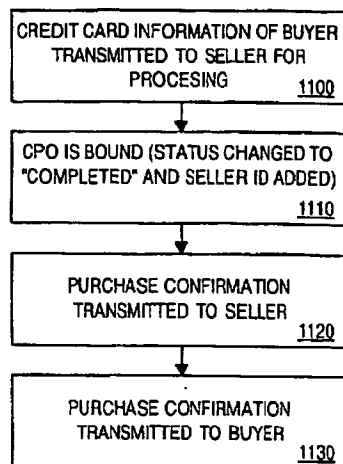 CREDIT CARD INFORMATION OF BUYER
TRANSMITTED TO SELLER FOR
PROCESING
1100
CPO IS BOUND (STATUS CHANGED TO
"COMPLETED" AND SELLER ID ADDED)
1110
PURCHASE CONFIRMATION
TRANSMITTED TO SELLER
1120
PURCHASE CONFIRMATION
TRANSMITTED TO BUYER
1130